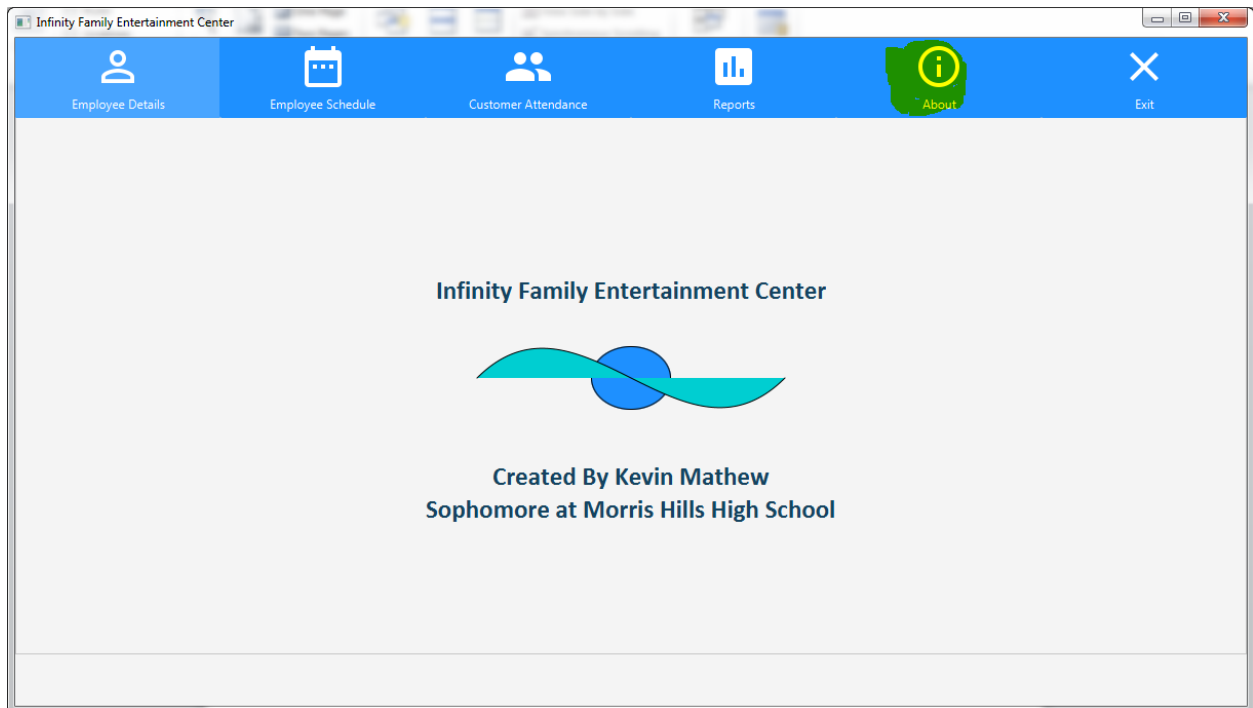 Infinity Family Entertainment Center
Employee Details Employee Schedule Customer Attendance Reports About Exit
Infinity Family Entertainment Center
Created By Kevin Mathew
Sophomore at Morris Hills High School